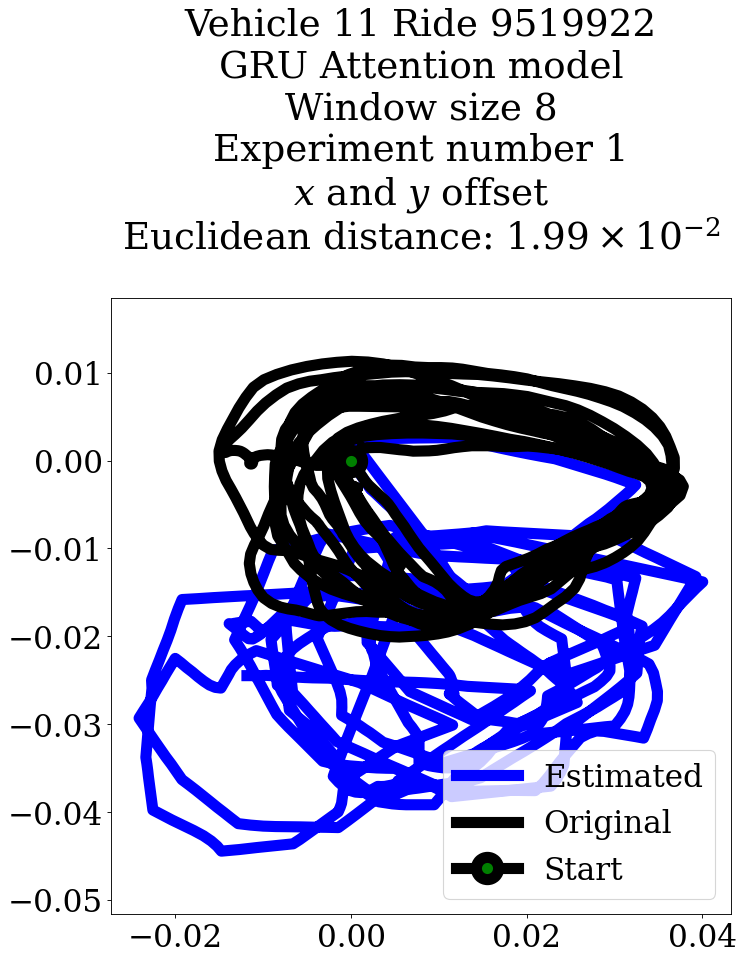 Vehicle 11 Ride 9519922
GRU Attention model
Window size 8
Experiment number 1
x and y offset
Euclidean distance: 1.99 × 10⁻²
0.01
0.00
−0.01
−0.02
−0.03
−0.04
−0.05
Estimated
Original
Start
−0.02
0.00
0.02
0.04